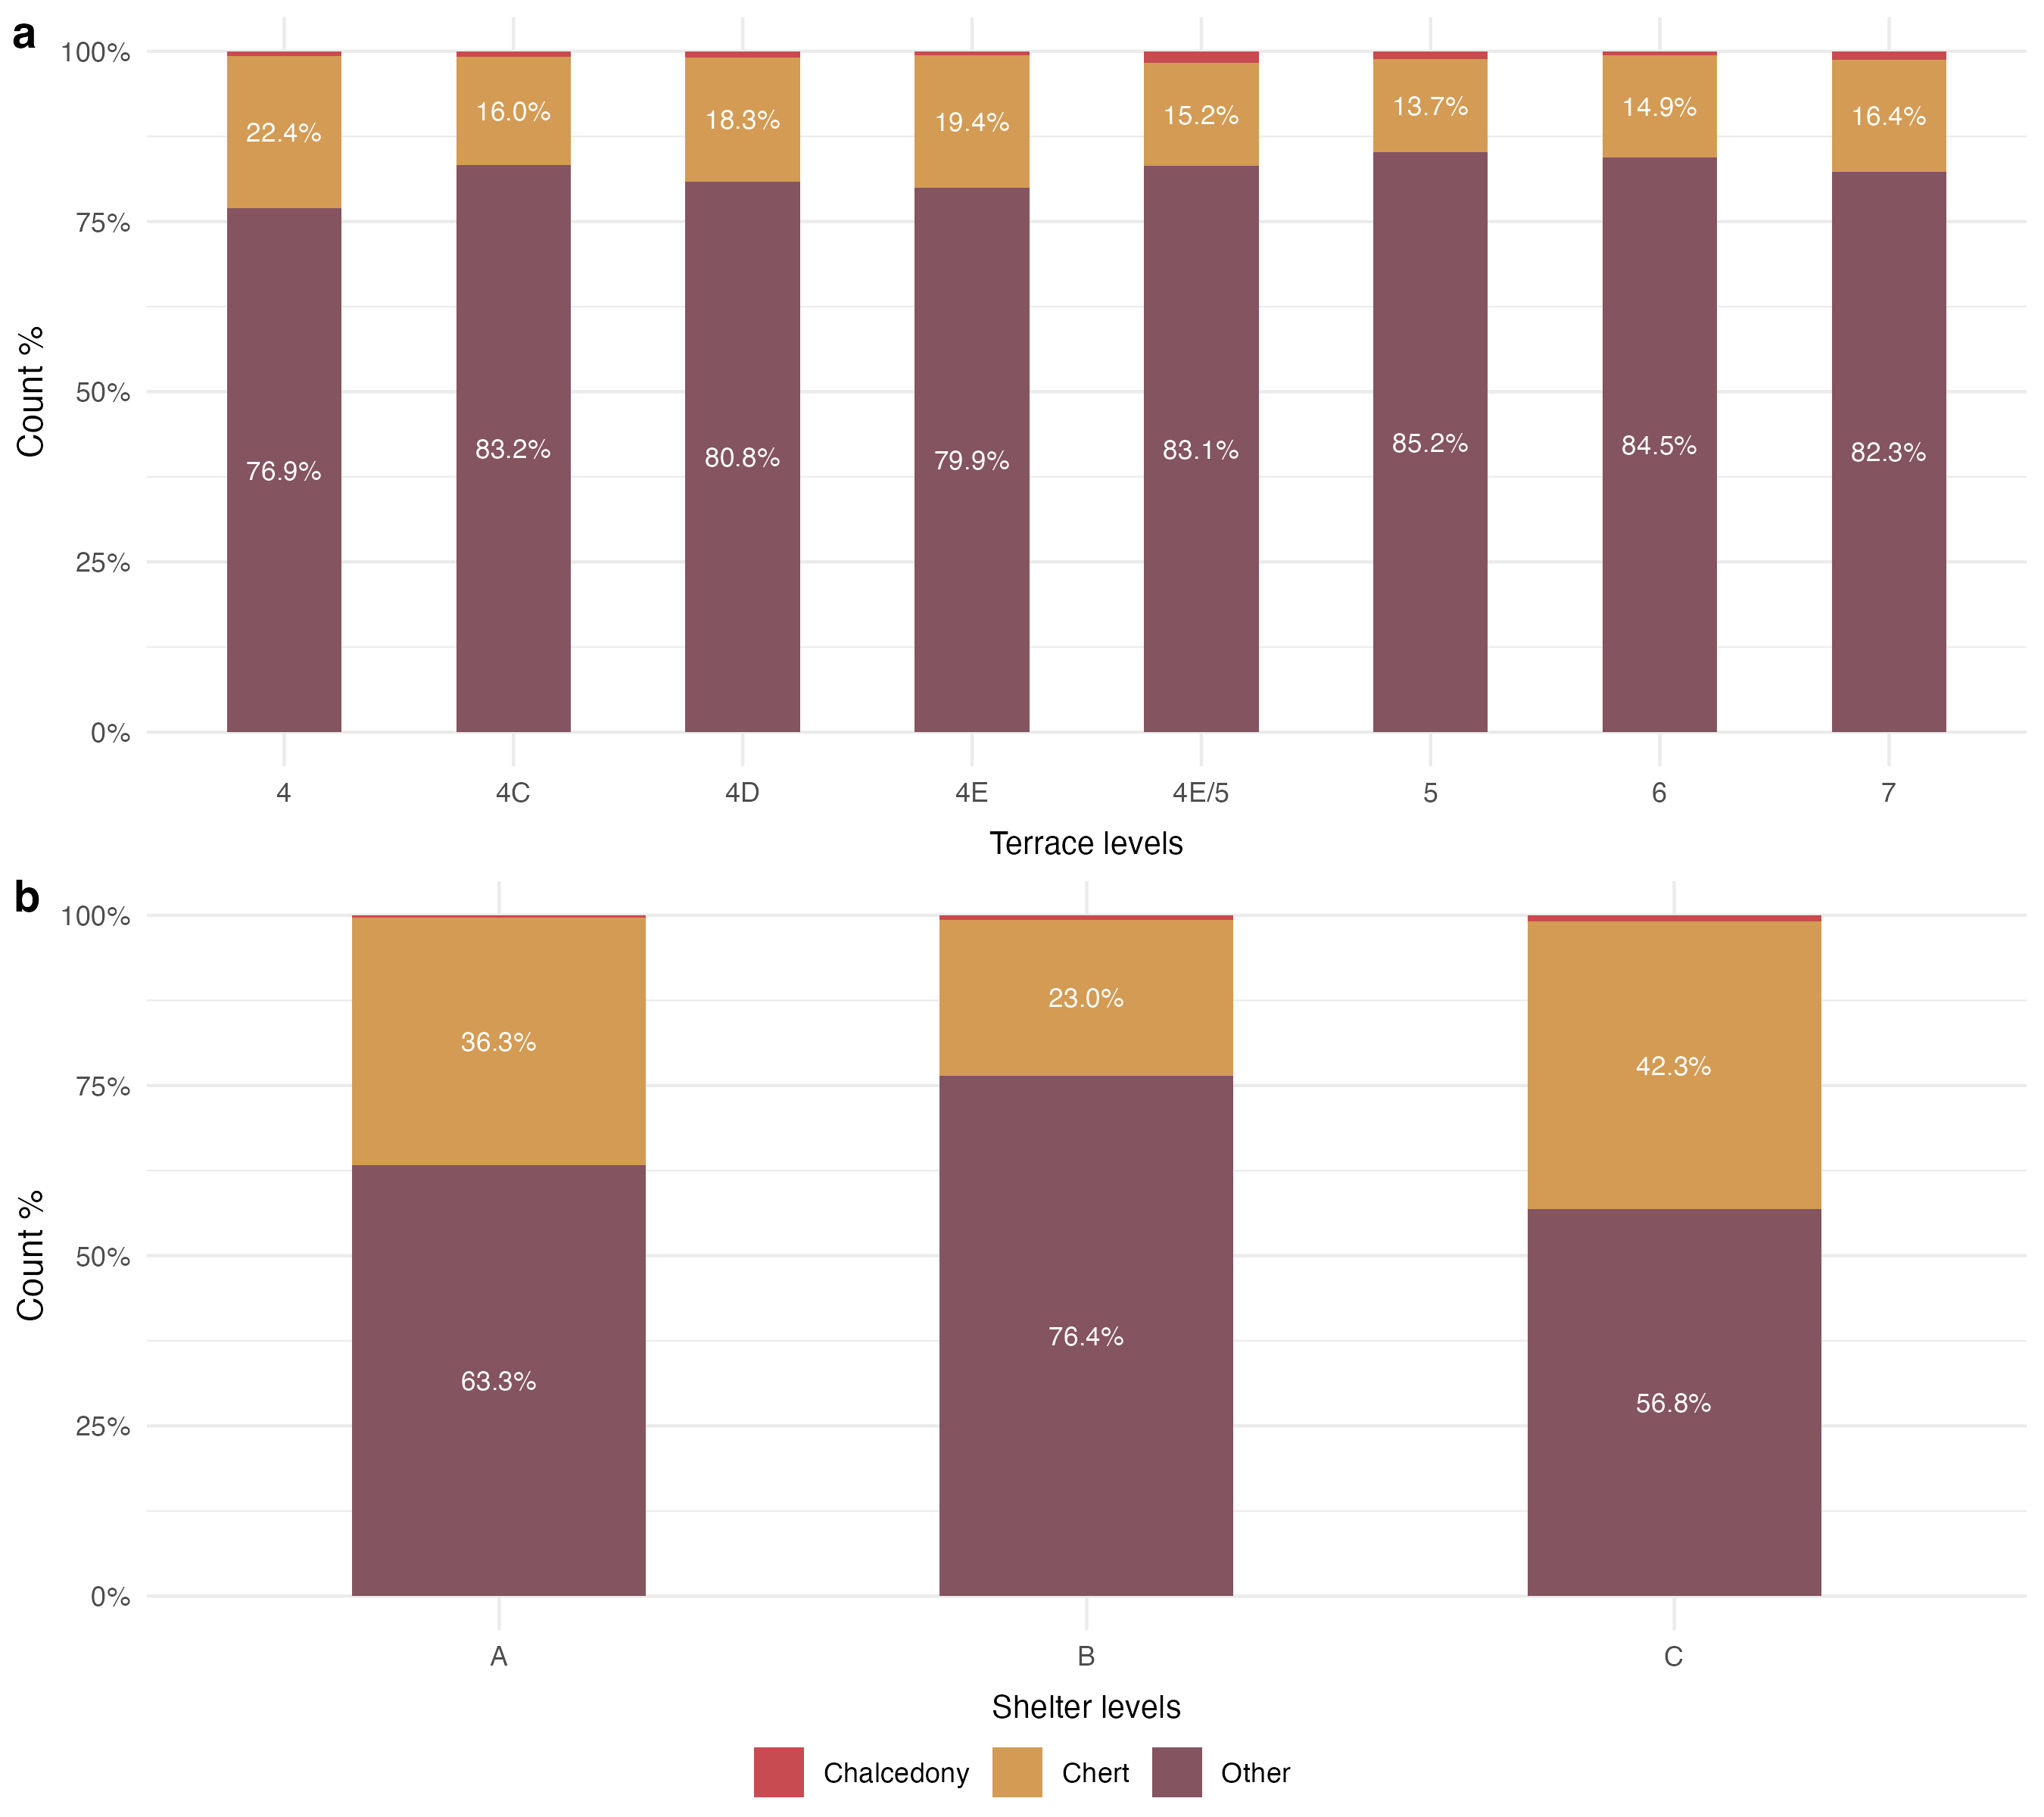 a
100%
22.4% 16.0% 18.3% 19.4% 15.2% 13.7% 14.9% 16.4%
75%
50%
76.9% 83.2% 80.8% 79.9% 83.1% 85.2% 84.5% 82.3%
25%
0%
Count %
4 4C 4D 4E 4E/5 5 6 7
Terrace levels
b
100%
23.0%
36.3%
42.3%
75%
50%
76.4%
63.3%
56.8%
25%
0%
Count %
A B C
Shelter levels
Chalcedony Chert Other